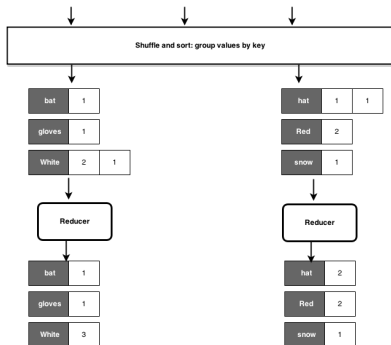 Shuffle and sort: group values by key
bat 1
hat 1 1
gloves 1
Red 2
White 2 1
snow 1
Reducer
Reducer
bat 1
hat 2
gloves 1
Red 2
White 3
snow 1